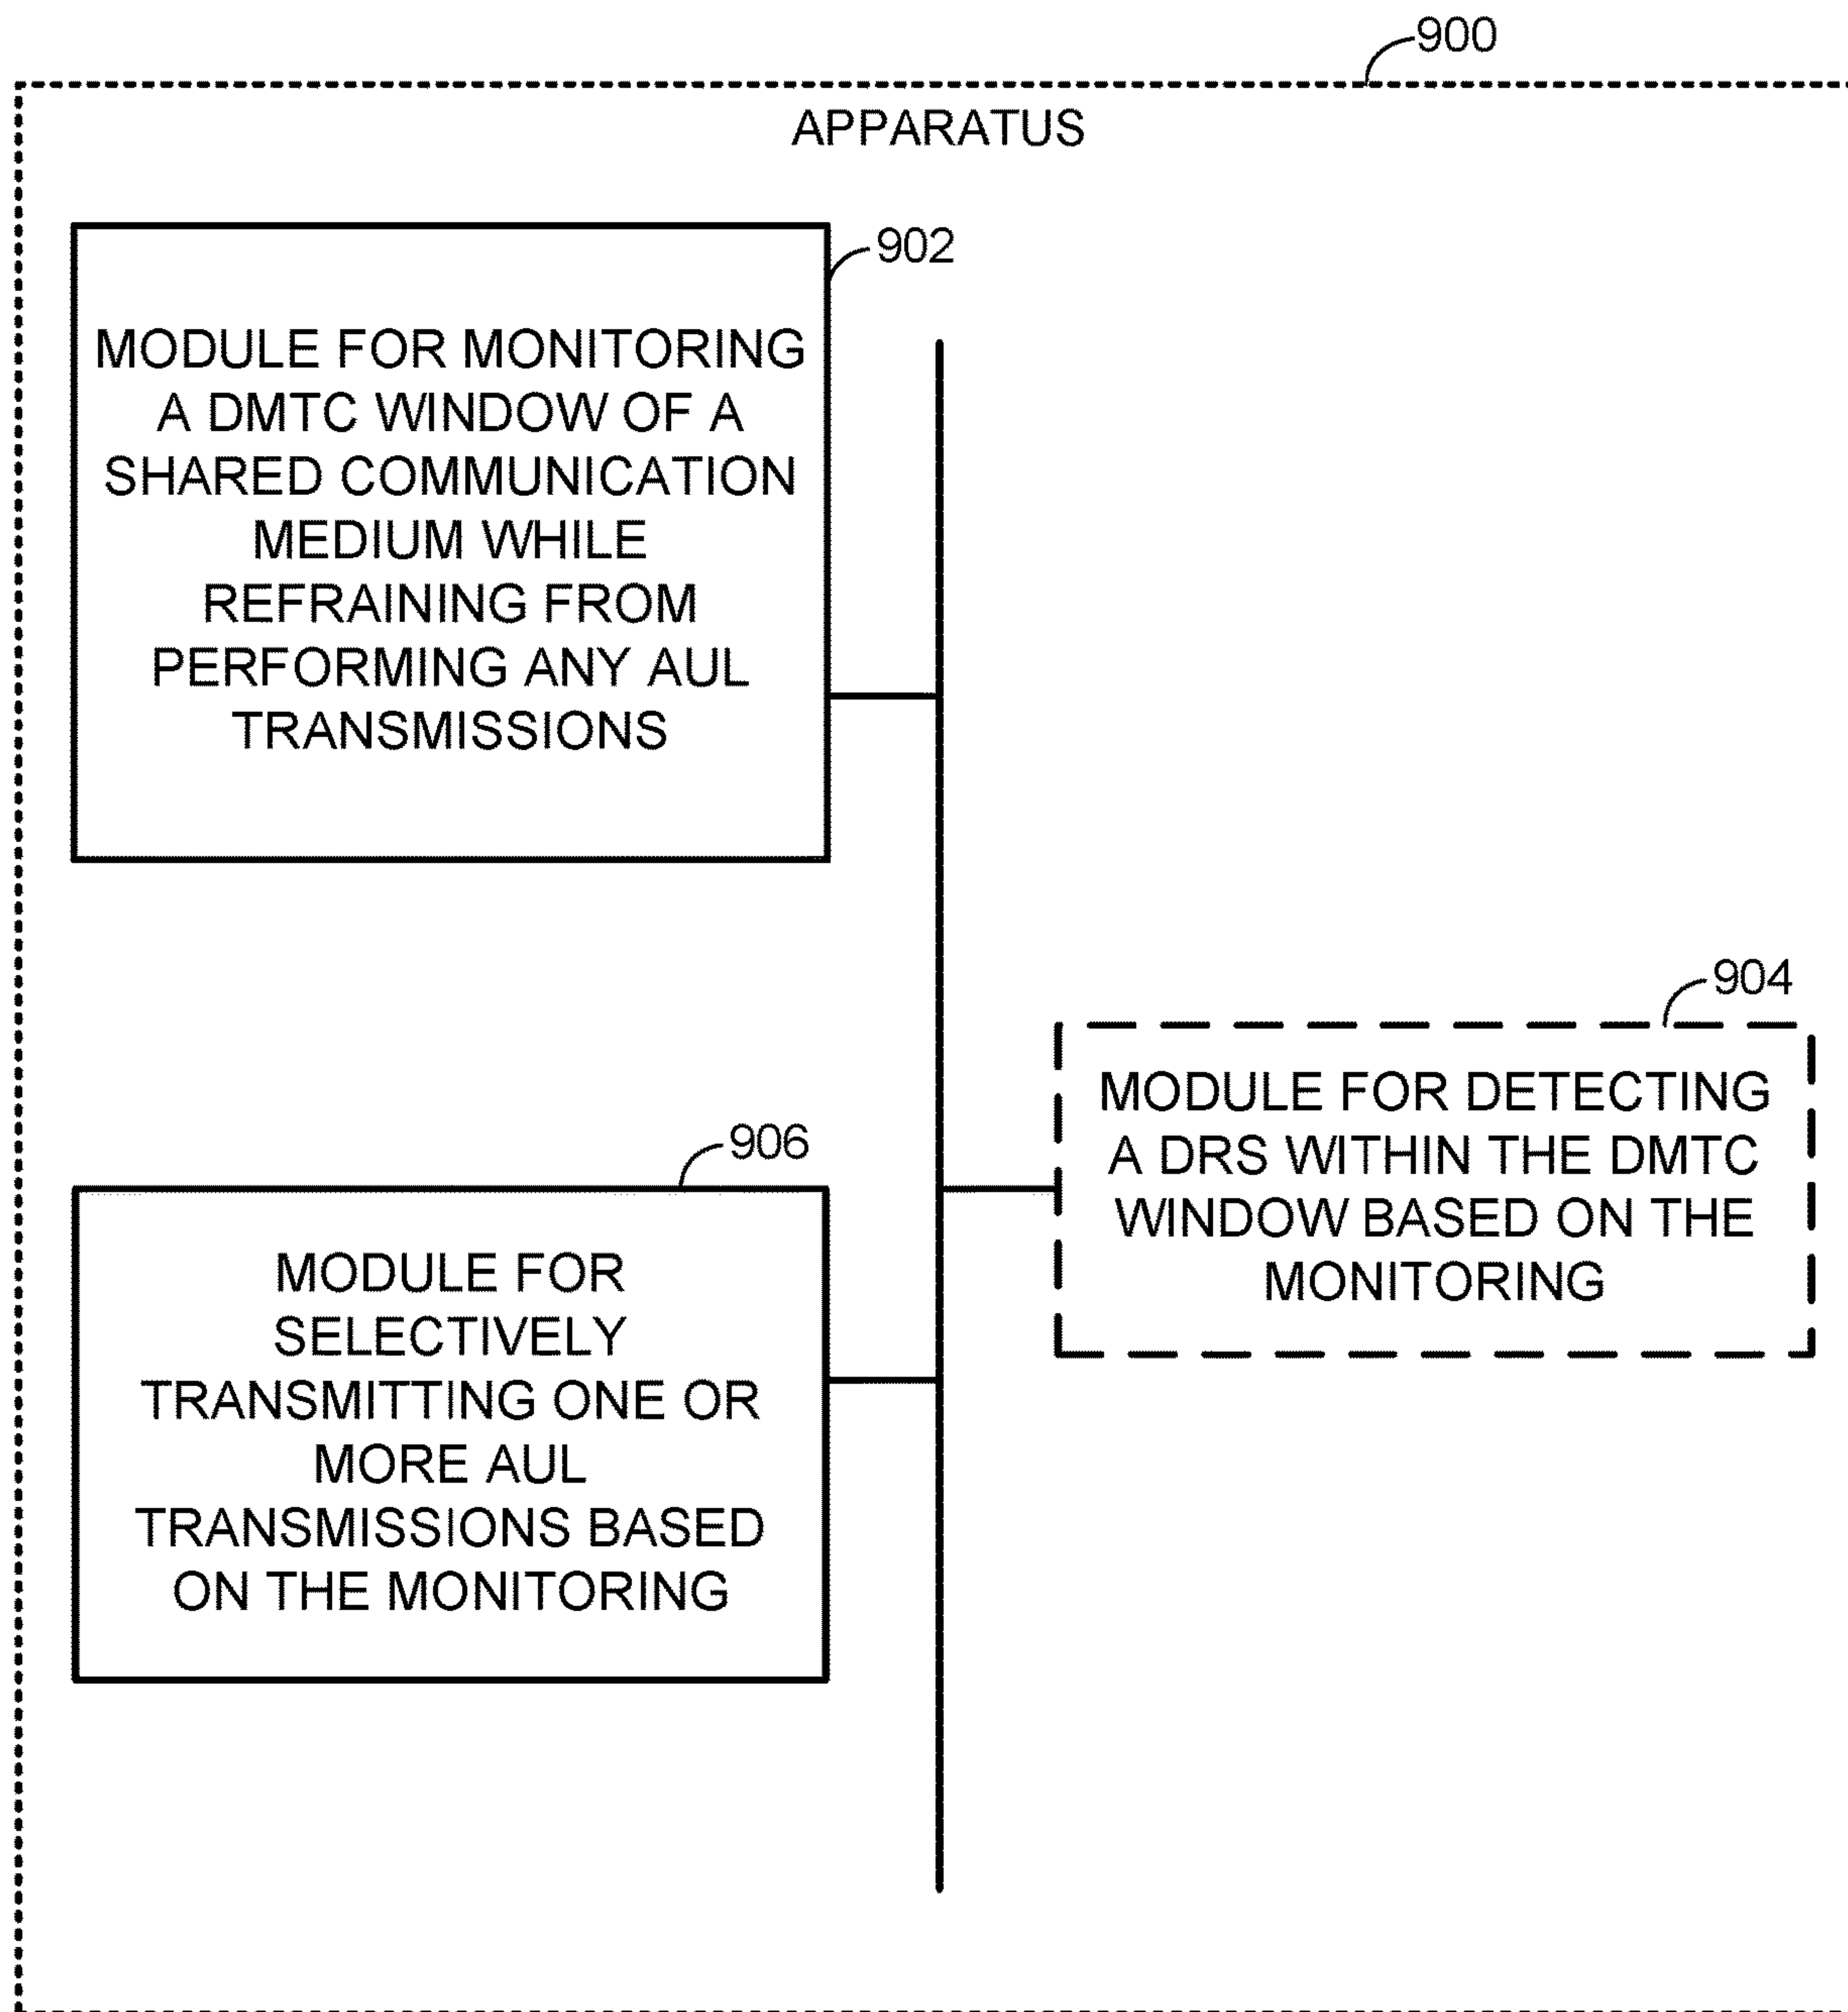 900
APPARATUS
902
MODULE FOR MONITORING
A DMTC WINDOW OF A
SHARED COMMUNICATION
MEDIUM WHILE
REFRAINING FROM
PERFORMING ANY AUL
TRANSMISSIONS
904
MODULE FOR DETECTING
A DRS WITHIN THE DMTC
WINDOW BASED ON THE
MONITORING
906
MODULE FOR
SELECTIVELY
TRANSMITTING ONE OR
MORE AUL
TRANSMISSIONS BASED
ON THE MONITORING